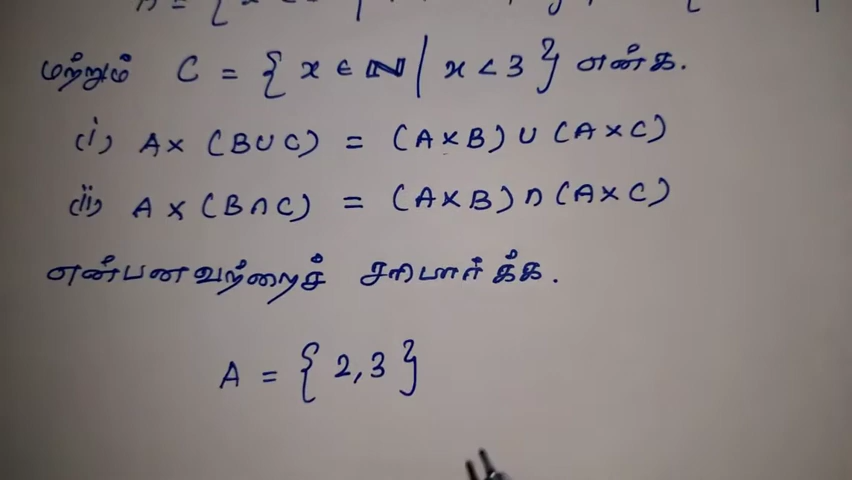 மற்றும் C = { x ∈ ℕ | x < 3 } என்க.
(i) A × (B ∪ C) = (A × B) ∪ (A × C)
(ii) A × (B ∩ C) = (A × B) ∩ (A × C)
என்பனவற்றைச் சரிபார்க்க.
A = { 2, 3 }